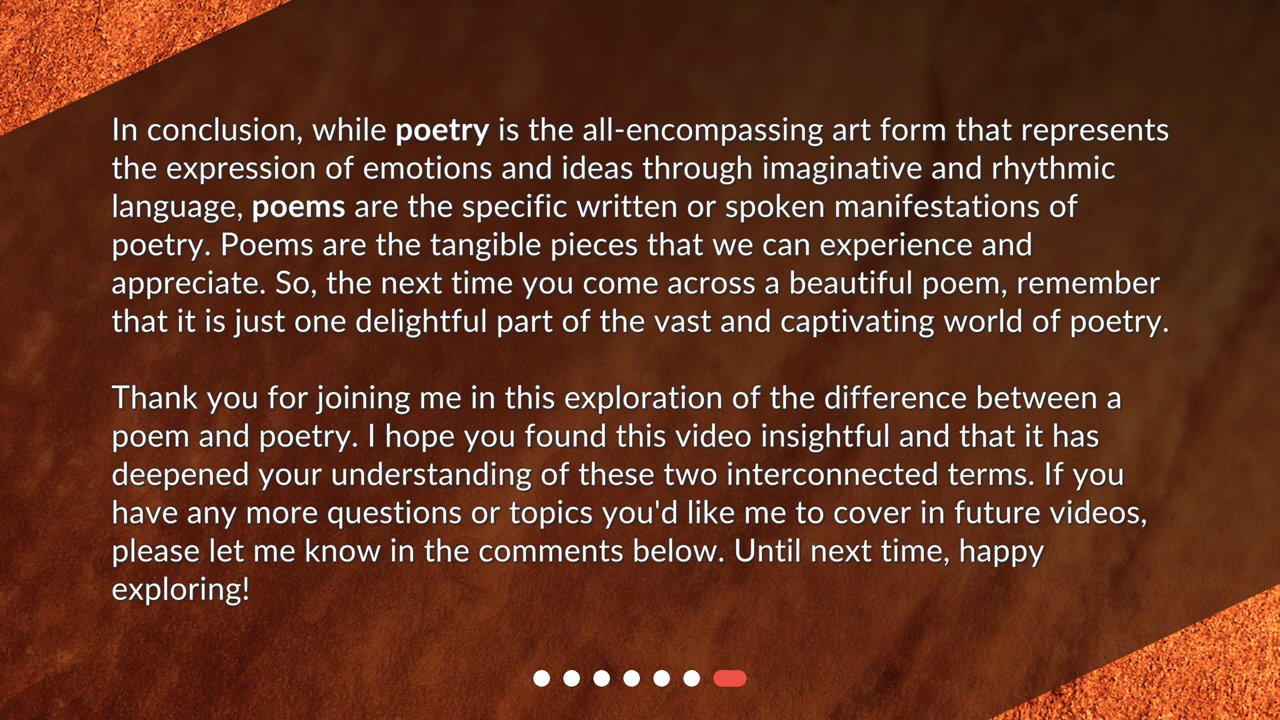 In conclusion, while poetry is the all-encompassing art form that represents
the expression of emotions and ideas through imaginative and rhythmic
language, poems are the specific written or spoken manifestations of
poetry. Poems are the tangible pieces that we can experience and
appreciate. So, the next time you come across a beautiful poem, remember
that it is just one delightful part of the vast and captivating world of poetry.
Thank you for joining me in this exploration of the difference between a
poem and poetry. I hope you found this video insightful and that it has
deepened your understanding of these two interconnected terms. If you
have any more questions or topics you'd like me to cover in future videos,
please let me know in the comments below. Until next time, happy
exploring!